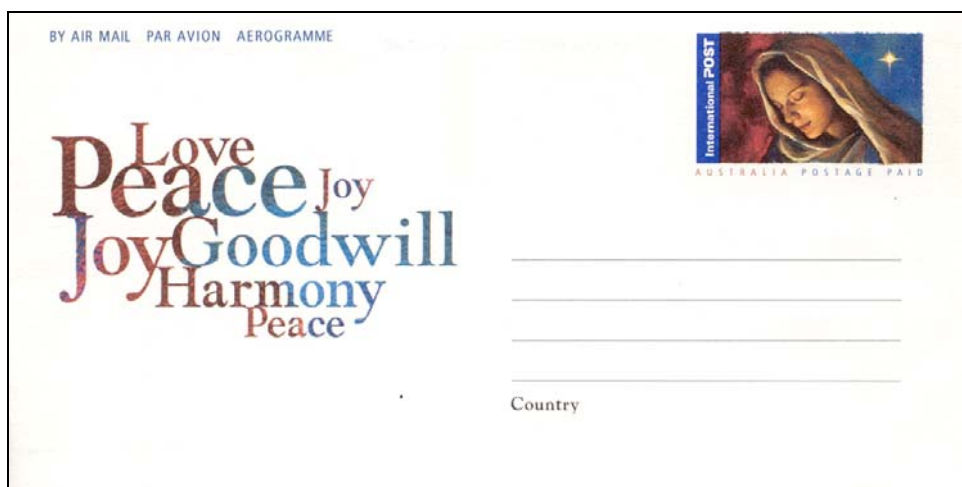 BY AIR MAIL PAR AVION AEROGRAMME
International POST
AUSTRALIA POSTAGE PAID
Love
Peace
Joy
Joy
Goodwill
Harmony
Peace
Country